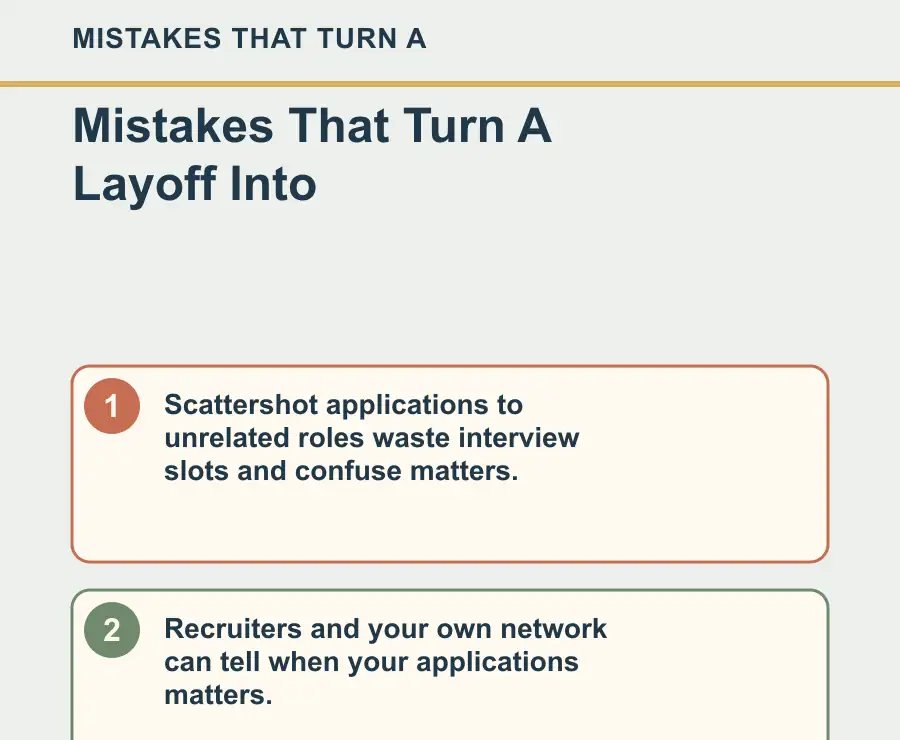 MISTAKES THAT TURN A
Mistakes That Turn A
Layoff Into
1
Scattershot applications to
unrelated roles waste interview
slots and confuse matters.
2
Recruiters and your own network
can tell when your applications
matters.